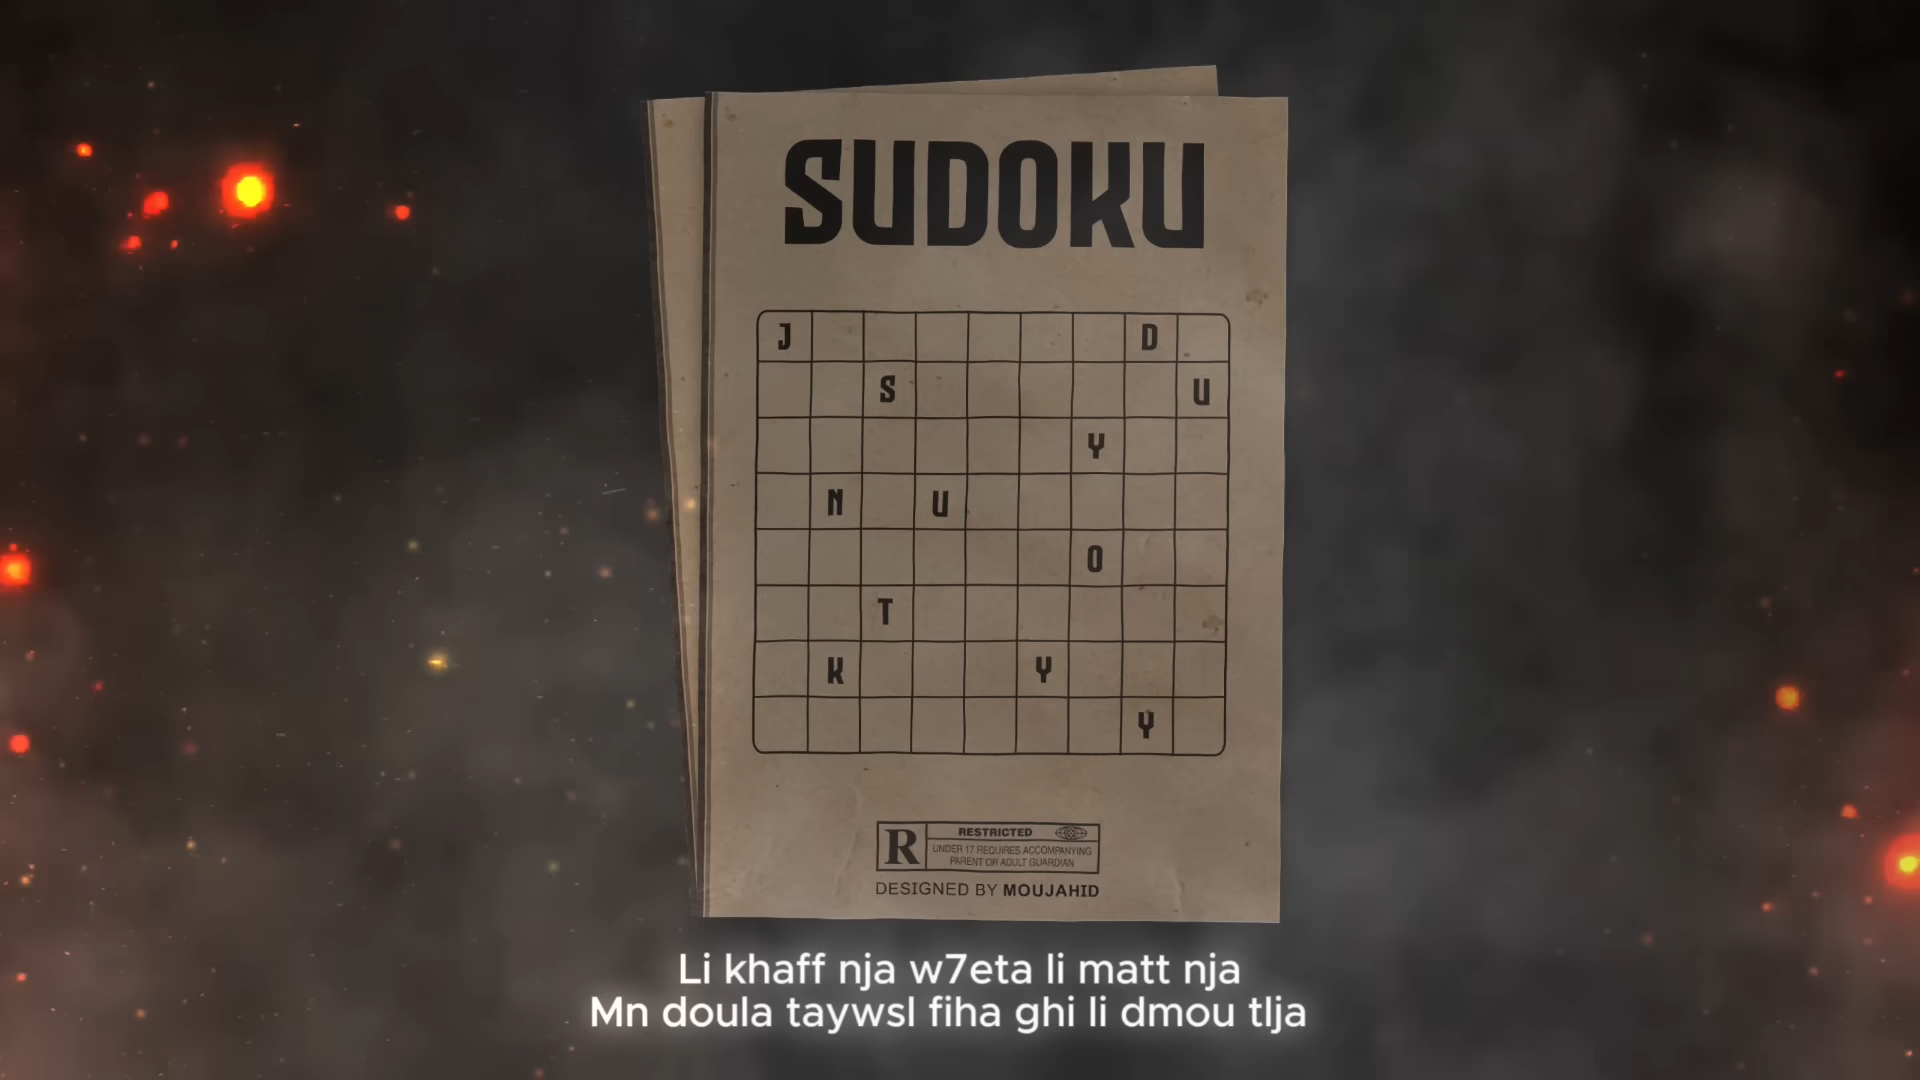 SUDOKU
J D
S U
Y
N U
O
T
K Y
Y
R
RESTRICTED
UNDER 17 REQUIRES ACCOMPANYING
PARENT OR ADULT GUARDIAN
DESIGNED BY MOUJAHID
Li khaff nja w7eta li matt nja
Mn doula taywsl fiha ghi li dmou tlja